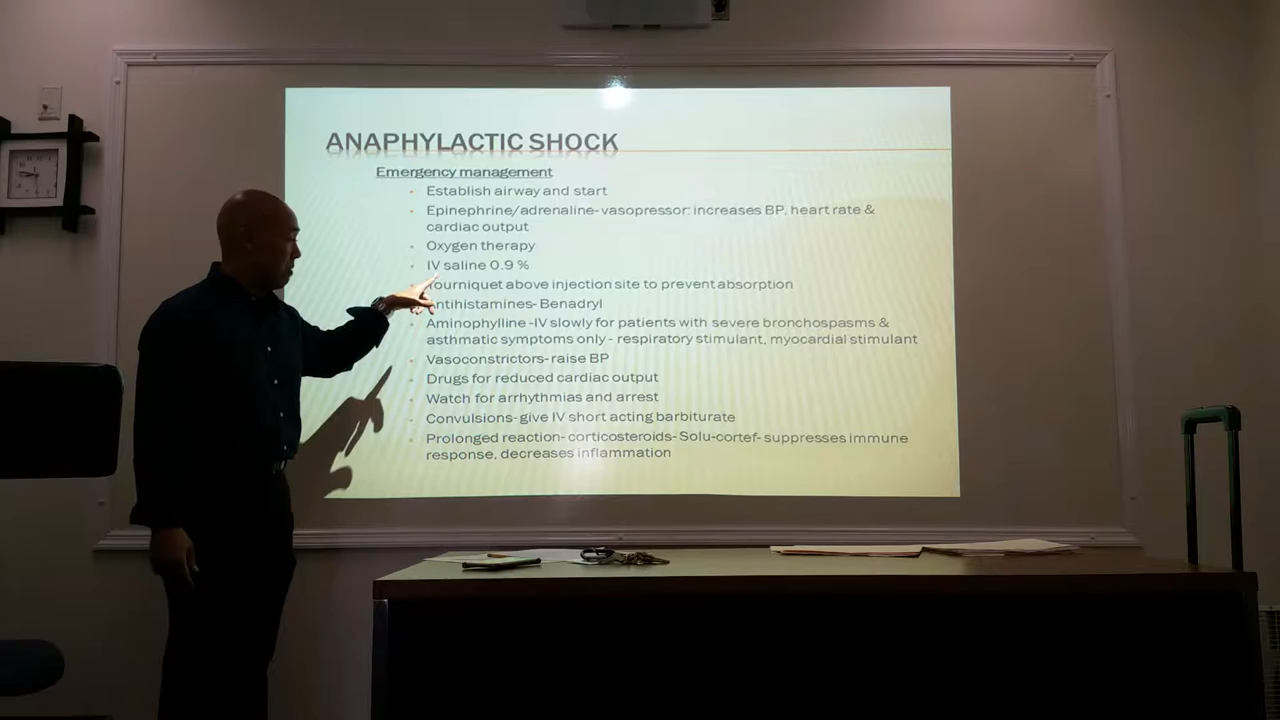 ANAPHYLACTIC SHOCK
Emergency management
Establish airway and start
Epinephrine/adrenaline- vasopressor: increases BP, heart rate &
cardiac output
Oxygen therapy
IV saline 0.9 %
ourniquet above injection site to prevent absorption
ntihistamines- Benadryl
Aminophylline -IV slowly for patients with severe bronchospasms &
asthmatic symptoms only - respiratory stimulant, myocardial stimulant
Vasoconstrictors- raise BP
Drugs for reduced cardiac output
Watch for arrhythmias and arrest
Convulsions- give IV short acting barbiturate
Prolonged reaction- corticosteroids- Solu-cortef- suppresses immune
response, decreases inflammation